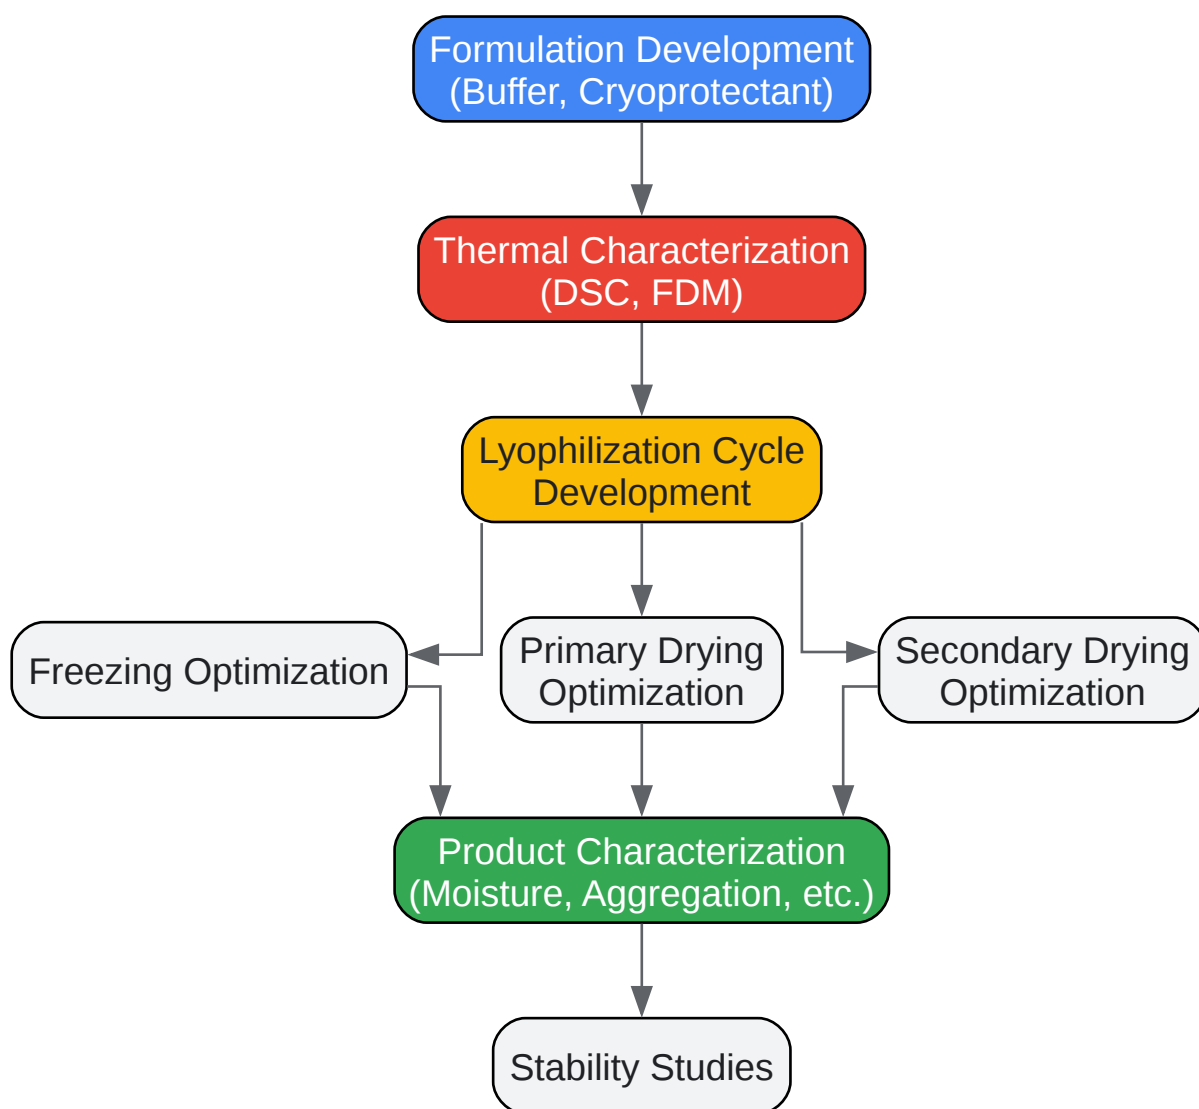 Formulation Development
(Buffer, Cryoprotectant)
Thermal Characterization
(DSC, FDM)
Lyophilization Cycle
Development
Freezing Optimization
Primary Drying
Optimization
Secondary Drying
Optimization
Product Characterization
(Moisture, Aggregation, etc.)
Stability Studies